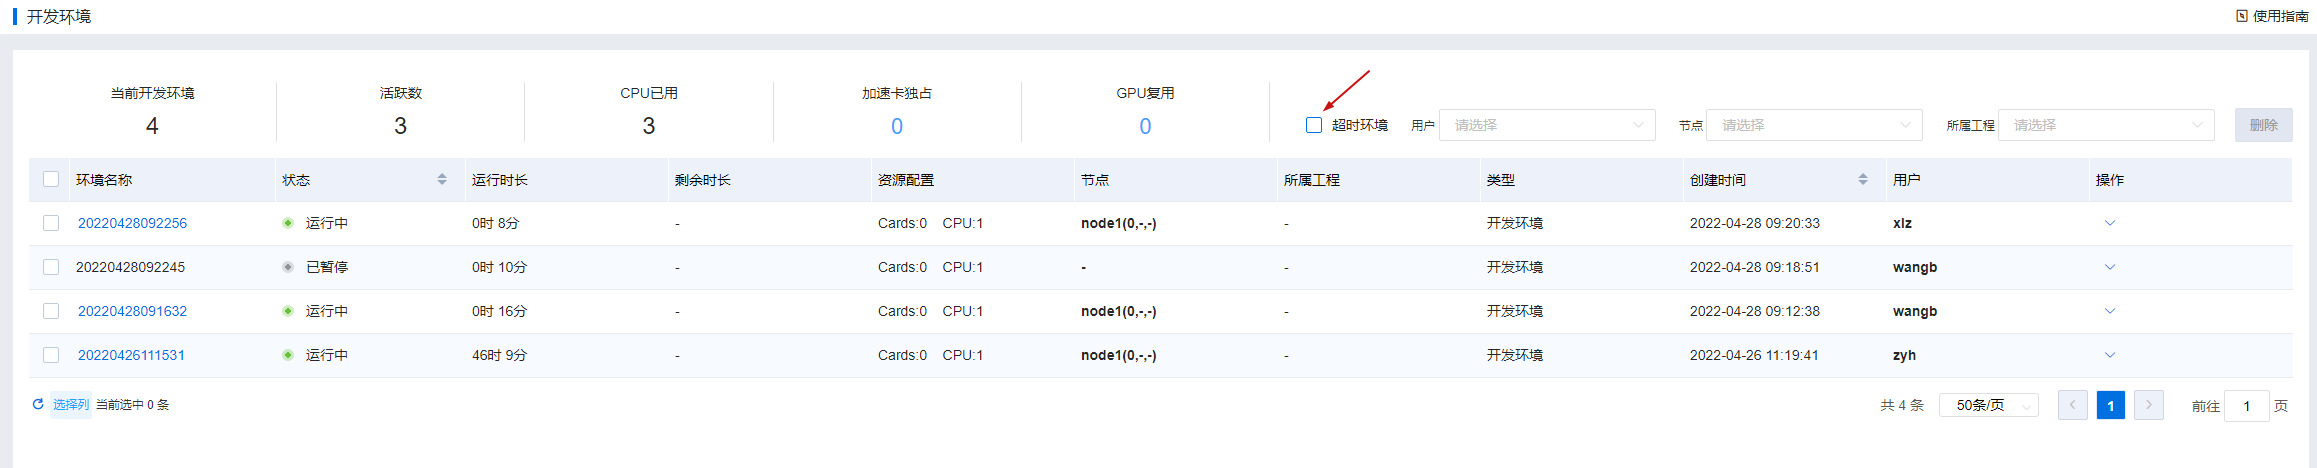 开发环境 使用指南
当前开发环境 活跃数 CPU已用 加速卡独占 GPU复用
4 3 3 0 0
超时环境 用户 请选择 节点 请选择 所属工程 请选择 删除
环境名称 状态 运行时长 剩余时长 资源配置 节点 所属工程 类型 创建时间 用户 操作
20220428092256 运行中 0时 8分 - Cards:0 CPU:1 node1(0,-,-) - 开发环境 2022-04-28 09:20:33 xlz
20220428092245 已暂停 0时 10分 - Cards:0 CPU:1 - - 开发环境 2022-04-28 09:18:51 wangb
20220428091632 运行中 0时 16分 - Cards:0 CPU:1 node1(0,-,-) - 开发环境 2022-04-28 09:12:38 wangb
20220426111531 运行中 46时 9分 - Cards:0 CPU:1 node1(0,-,-) - 开发环境 2022-04-26 11:19:41 zyh
选择列 当前选中 0 条 共 4 条 50条/页 1 前往 1 页